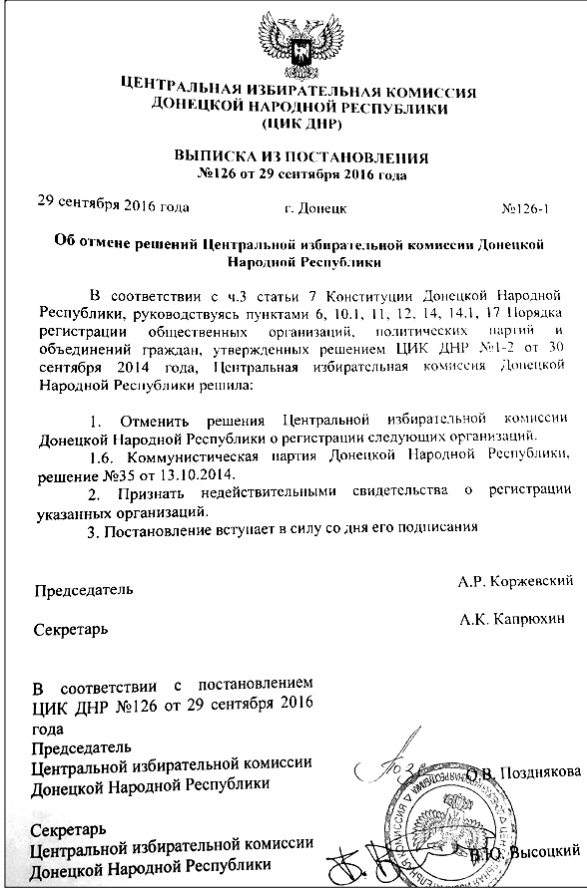 ЦЕНТРАЛЬНАЯ ИЗБИРАТЕЛЬНАЯ КОМИССИЯ
ДОНЕЦКОЙ НАРОДНОЙ РЕСПУБЛИКИ
(ЦИК ДНР)
ВЫПИСКА ИЗ ПОСТАНОВЛЕНИЯ
№126 от 29 сентября 2016 года
29 сентября 2016 года г. Донецк №126-1
Об отмене решений Центральной избирательной комиссии Донецкой
Народной Республики
В соответствии с ч.3 статьи 7 Конституции Донецкой Народной
Республики, руководствуясь пунктами 6, 10.1, 11, 12. 14, 14.1, 17 Порядка
регистрации общественных организаций, политических партий и
объединений граждан, утвержденных решением ЦИК ДНР №1-2 от 30
сентября 2014 года, Центральная избирательная комиссия Донецкой
Народной Республики решила:
1. Отменить решения Центральной избирательной комиссии
Донецкой Народной Республики о регистрации следующих организаций.
1.6. Коммунистическая партия Донецкой Народной Республики,
решение №35 от 13.10.2014.
2. Признать недействительными свидетельства о регистрации
указанных организаций.
3. Постановление вступает в силу со дня его подписания
Председатель А.Р. Коржевский
Секретарь А.К. Капрюхин
В соответствии с постановлением
ЦИК ДНР №126 от 29 сентября 2016
года
Председатель
Центральной избирательной комиссии
Донецкой Народной Республики О.В. Позднякова
Секретарь
Центральной избирательной комиссии
Донецкой Народной Республики В.Ю. Высоцкий